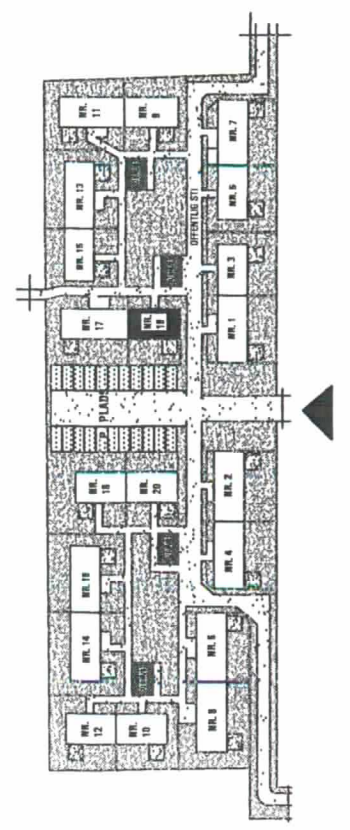 NR.
12
NR. 14
NR. 16
NR.
18
P. PLADS
NR.
17
NR. 15
NR. 13
NR.
11
NR.
10
NR.
20
NR.
NR.
9
OFFENTLIG STI
NR. 8
NR. 6
NR. 4
NR. 2
NR. 1
NR. 3
NR. 5
NR. 7